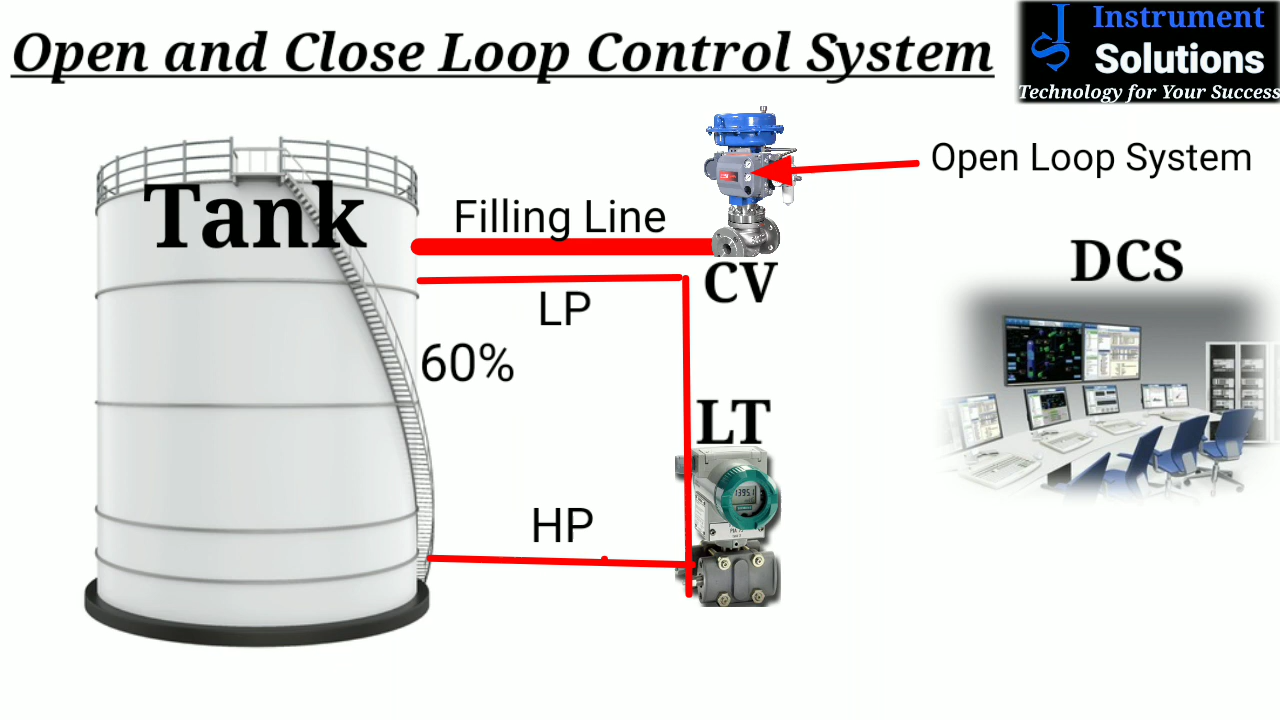 Open and Close Loop Control System
Instrument
Solutions
Technology for Your Success
Tank
Filling Line
Open Loop System
CV
DCS
LP
60%
LT
HP